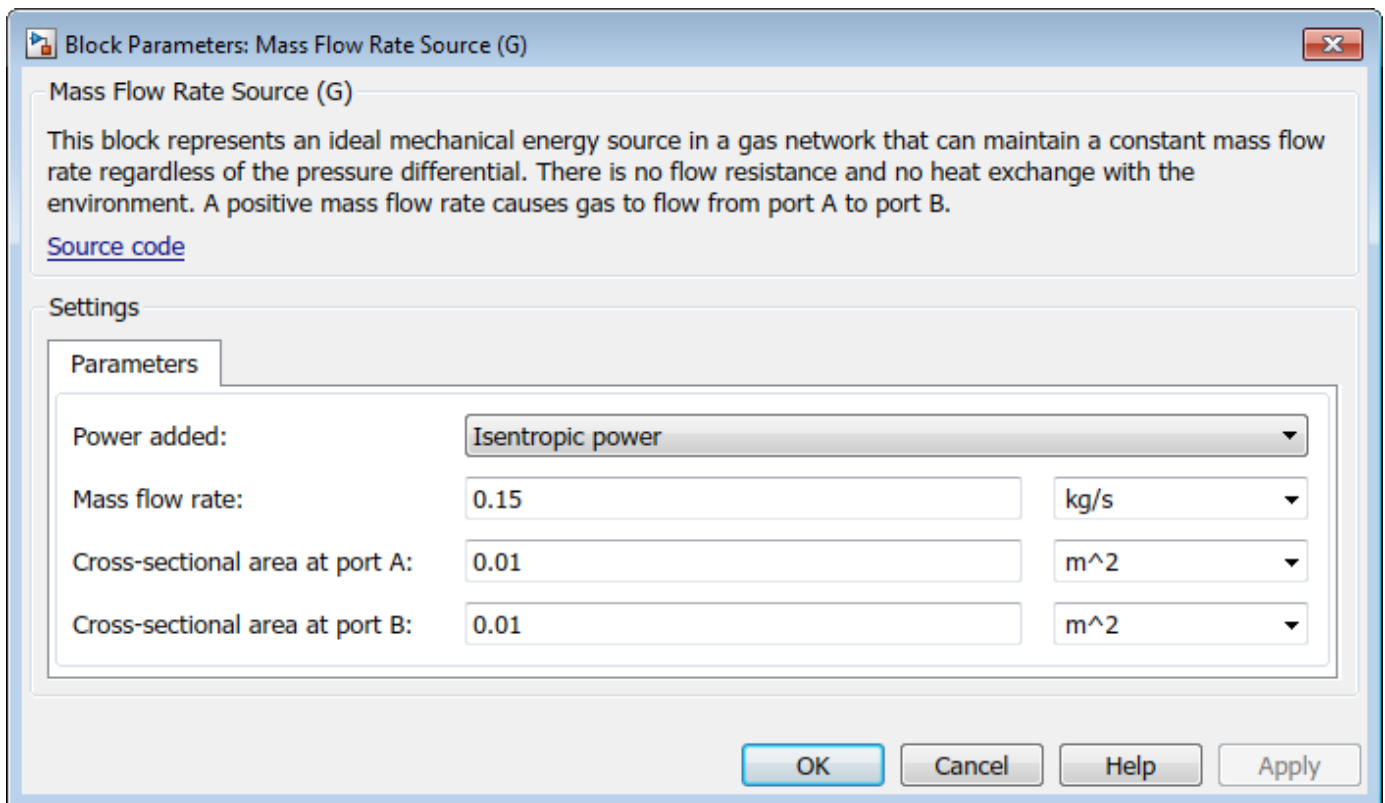 Block Parameters: Mass Flow Rate Source (G)
Mass Flow Rate Source (G)
This block represents an ideal mechanical energy source in a gas network that can maintain a constant mass flow
rate regardless of the pressure differential. There is no flow resistance and no heat exchange with the
environment. A positive mass flow rate causes gas to flow from port A to port B.
Source code
Settings
Parameters
Power added: Isentropic power
Mass flow rate: 0.15 kg/s
Cross-sectional area at port A: 0.01 m^2
Cross-sectional area at port B: 0.01 m^2
OK Cancel Help Apply